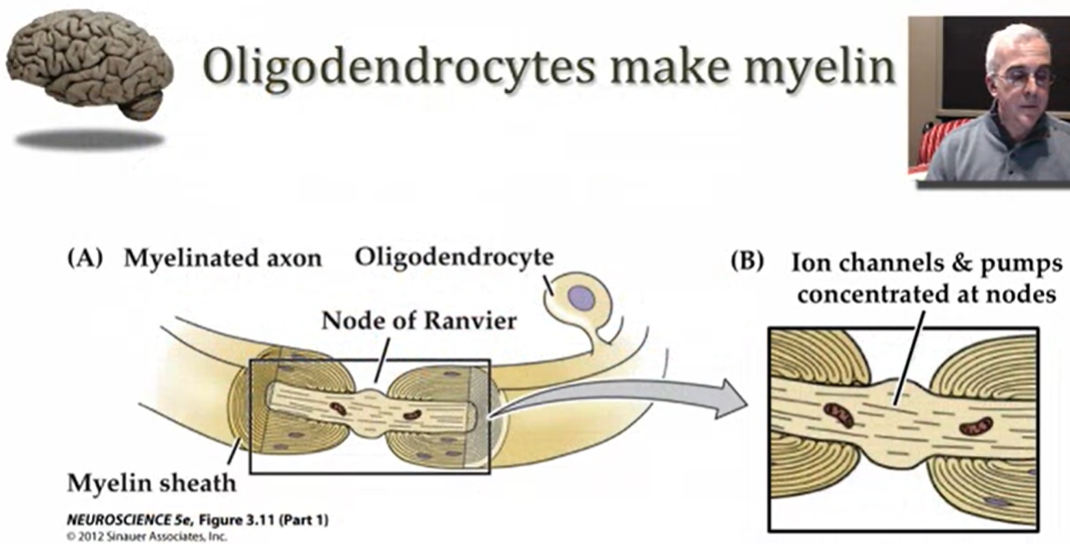 Oligodendrocytes make myelin
(A) Myelinated axon
Oligodendrocyte
Node of Ranvier
Myelin sheath
(B) Ion channels & pumps
concentrated at nodes
NEUROSCIENCE 5e, Figure 3.11 (Part 1)
© 2012 Sinauer Associates, Inc.